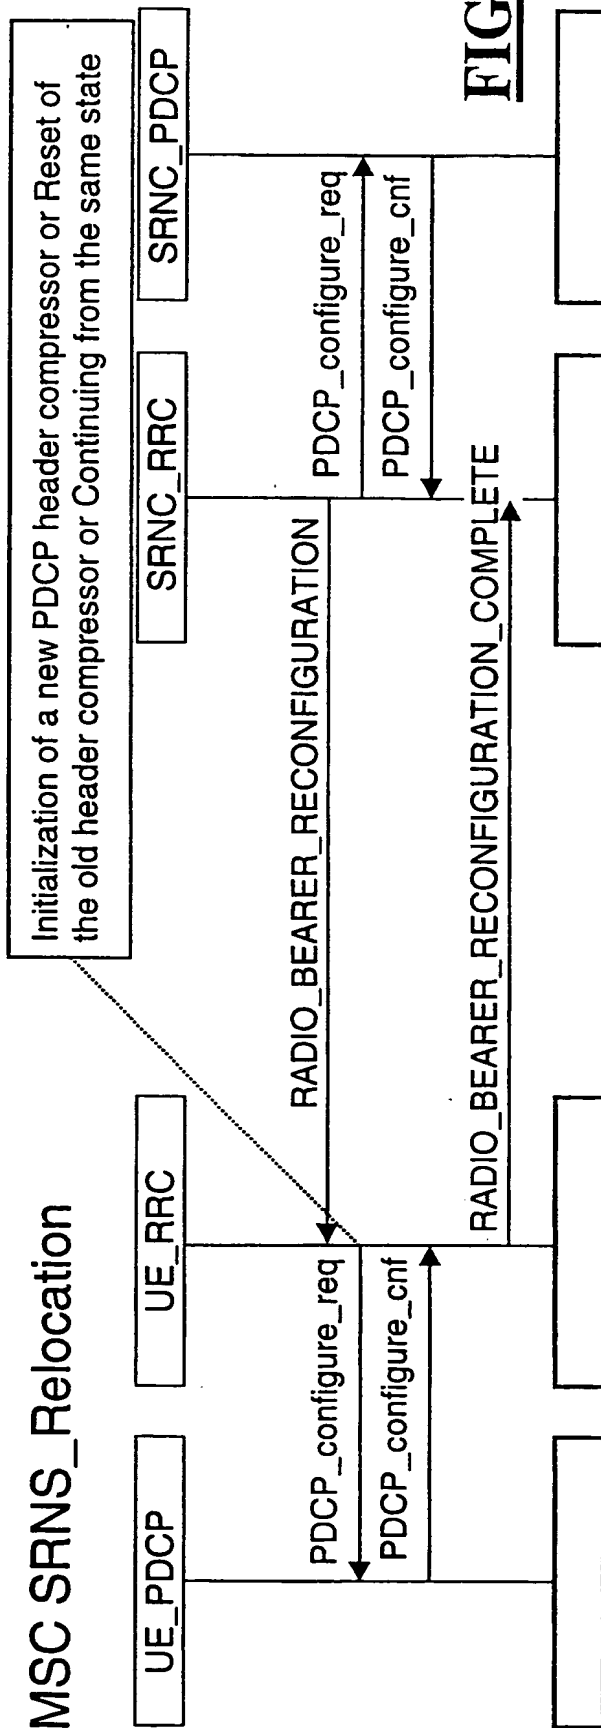 MSC SRNS_Relocation
Initialization of a new PDCP header compressor or Reset of
the old header compressor or Continuing from the same state
UE_PDCP
UE_RRC
SRNC_RRC
SRNC_PDCP
RADIO_BEARER_RECONFIGURATION
PDCP_configure_req
PDCP_configure_req
PDCP_configure_cnf
PDCP_configure_cnf
RADIO_BEARER_RECONFIGURATION_COMPLETE
FIG